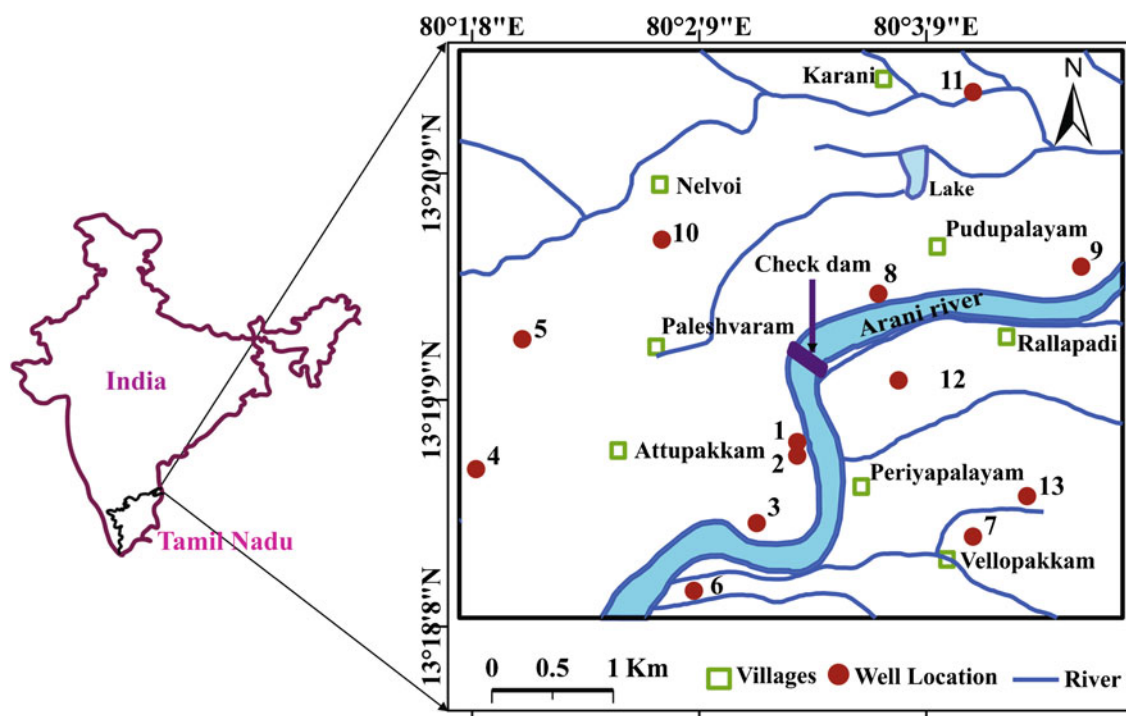 80°1'8"E 80°2'9"E 80°3'9"E
Karani
11
N
13°20'9"N
Nelvoi
Lake
10
Pudupalayam
9
Check dam
8
Arani river
5
Paleshvaram
Rallapadi
India
12
13°19'9"N
1
Attupakkam
2
4
Periyapalayam
13
3
7
Tamil Nadu
Vellopakkam
6
13°18'8"N
0 0.5 1 Km
Villages Well Location River